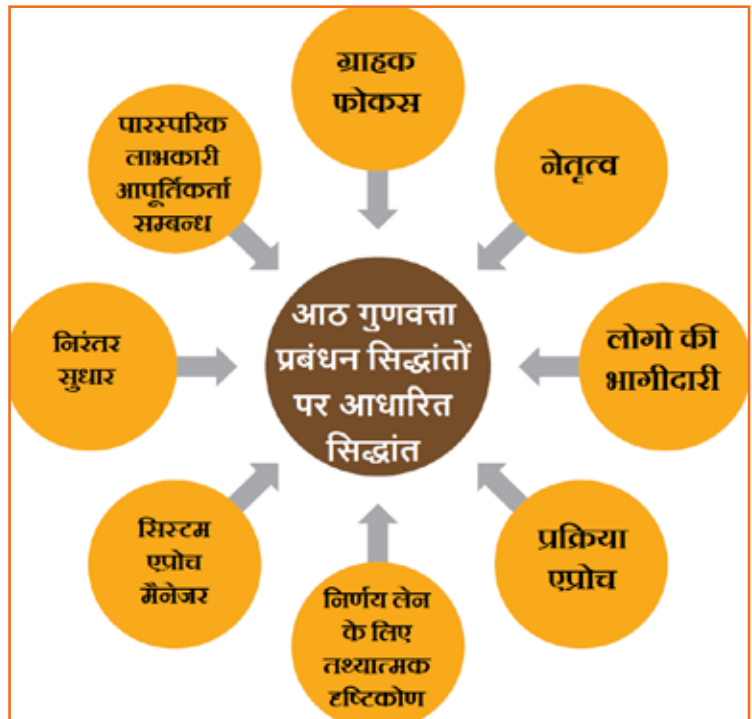 ग्राहक
फोकस
नेतृत्व
लोगो की
भागीदारी
प्रक्रिया
एप्रोच
निर्णय लेन
के लिए
तथ्यात्मक
दृष्टिकोण
सिस्टम
एप्रोच
मैनेजर
निरंतर
सुधार
पारस्परिक
लाभकारी
आपूर्तिकर्ता
सम्बन्ध
आठ गुणवत्ता
प्रबंधन सिद्धांतों
पर आधारित
सिद्धांत